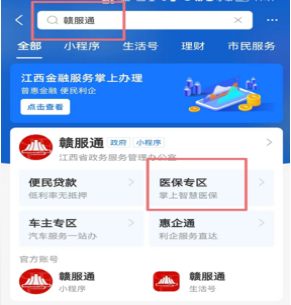 赣服通
全部 小程序 生活号 理财 市民服务
江西金融服务掌上办理
普惠金融 便民利企
点击查看
赣服通 政府 小程序
江西省政务服务管理办公室
便民贷款
低利率无抵押
医保专区
掌上智慧医保
车主专区
汽车服务一站办
惠企通
利企服务直达
官方账号
赣服通
小程序
赣服通
生活号